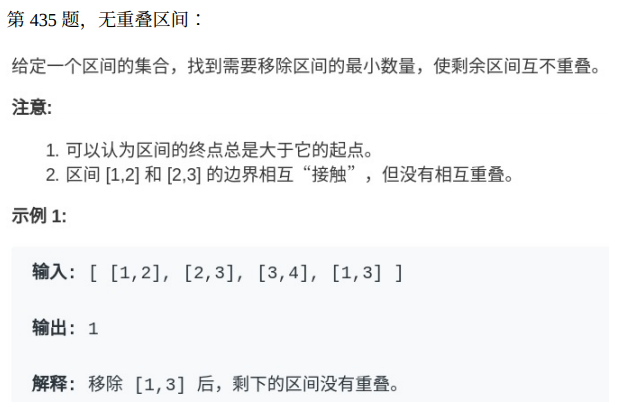 第 435 题，无重叠区间：
给定一个区间的集合，找到需要移除区间的最小数量，使剩余区间互不重叠。
注意:
1. 可以认为区间的终点总是大于它的起点。
2. 区间 [1,2] 和 [2,3] 的边界相互“接触”，但没有相互重叠。
示例 1:
输入: [ [1,2], [2,3], [3,4], [1,3] ]
输出: 1
解释: 移除 [1,3] 后，剩下的区间没有重叠。